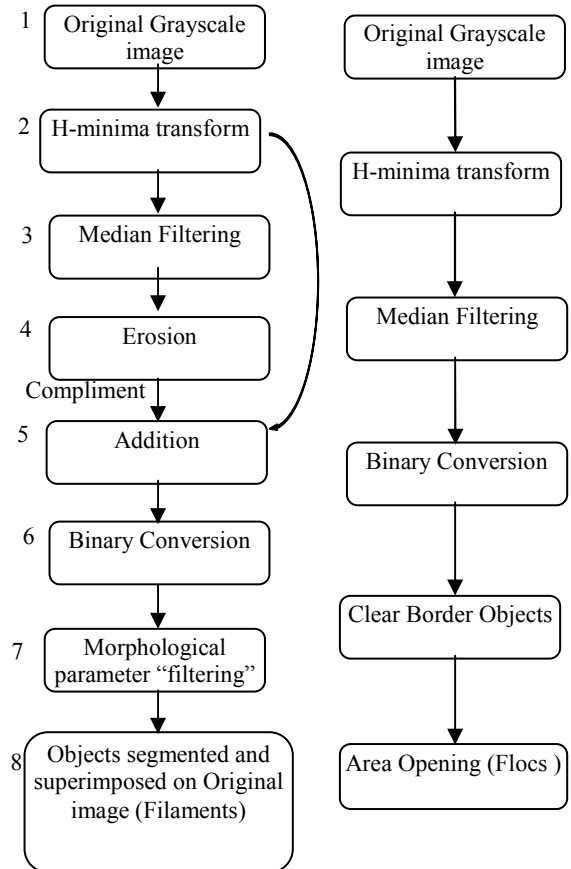 1
Original Grayscale
image
2
H-minima transform
3
Median Filtering
4
Erosion
Compliment
5
Addition
6
Binary Conversion
7
Morphological
parameter “filtering”
8
Objects segmented and
superimposed on Original
image (Filaments)
Original Grayscale
image
H-minima transform
Median Filtering
Binary Conversion
Clear Border Objects
Area Opening (Flocs )